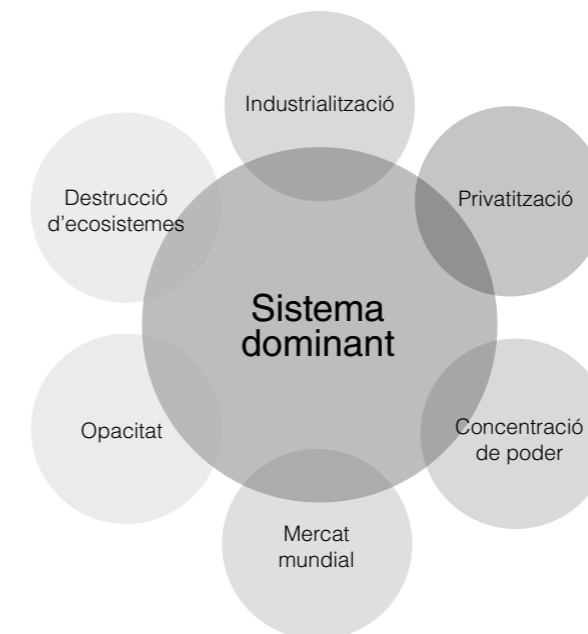 Industrialització
Privatització
Destrucció
d'ecosistemes
Sistema
dominant
Opacitat
Concentració
de poder
Mercat
mundial